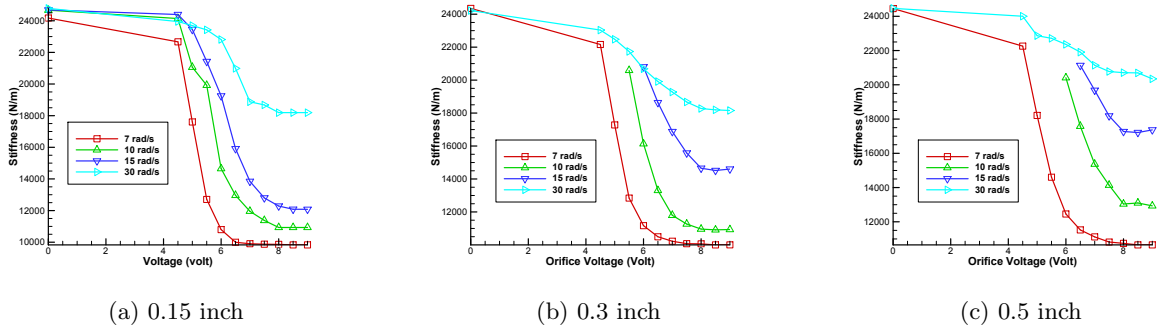 Stiffness (N/m)
24000
22000
20000
18000
16000
14000
12000
10000
7 rad/s
10 rad/s
15 rad/s
30 rad/s
0
2
4
6
8
Voltage (volt)
(a) 0.15 inch
Stiffness (N/m)
24000
22000
20000
18000
16000
14000
12000
7 rad/s
10 rad/s
15 rad/s
30 rad/s
0
2
4
6
8
Orifice Voltage (Volt)
(b) 0.3 inch
Stiffness (N/m)
24000
22000
20000
18000
16000
14000
12000
7 rad/s
10 rad/s
15 rad/s
30 rad/s
0
2
4
6
8
Orifice Voltage (Volt)
(c) 0.5 inch